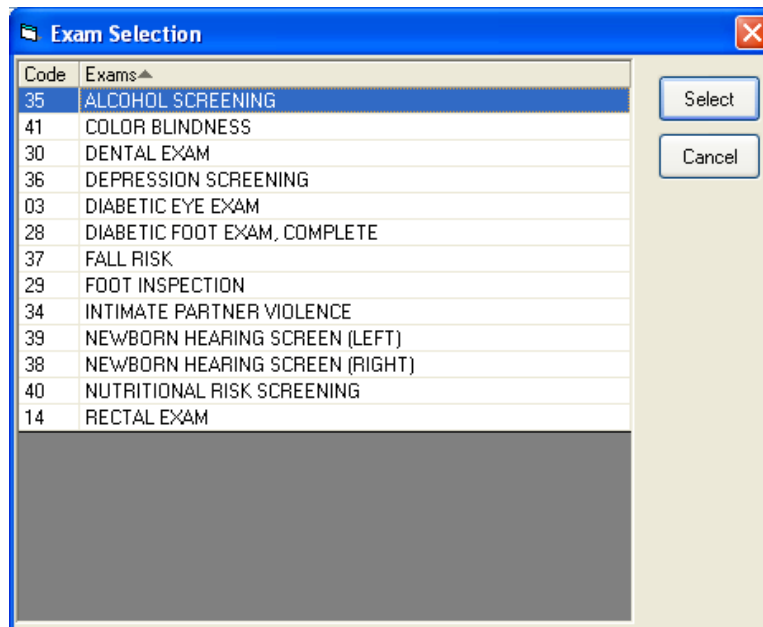 Exam Selection
Code Exams
35 ALCOHOL SCREENING
41 COLOR BLINDNESS
30 DENTAL EXAM
36 DEPRESSION SCREENING
03 DIABETIC EYE EXAM
28 DIABETIC FOOT EXAM, COMPLETE
37 FALL RISK
29 FOOT INSPECTION
34 INTIMATE PARTNER VIOLENCE
39 NEWBORN HEARING SCREEN (LEFT)
38 NEWBORN HEARING SCREEN (RIGHT)
40 NUTRITIONAL RISK SCREENING
14 RECTAL EXAM
Select
Cancel